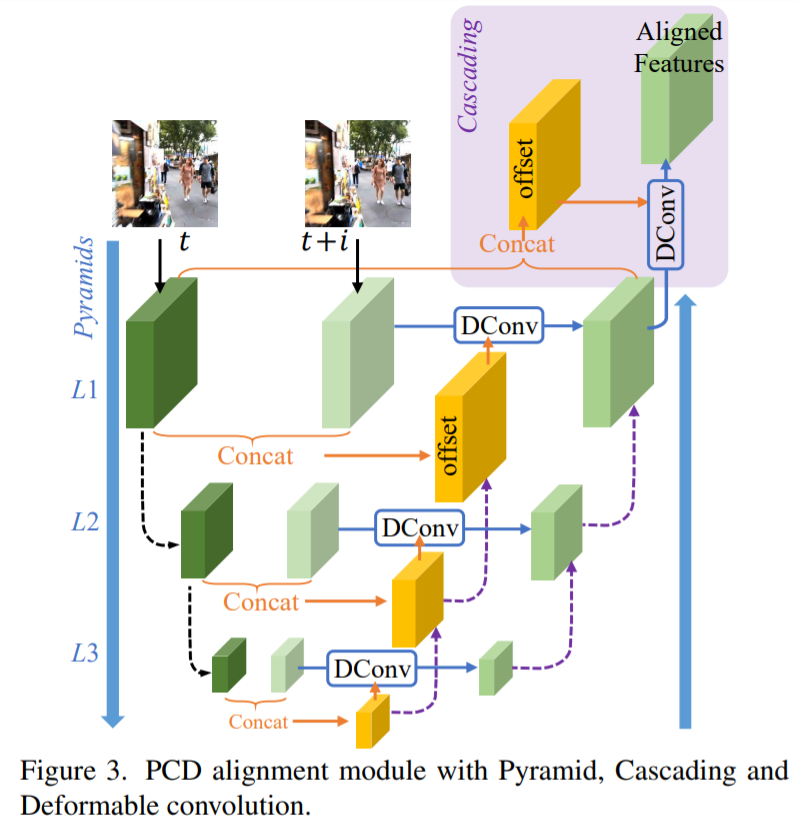 Cascading
Aligned
Features
offset
t
t+i
Concat
DConv
Pyramids
DConv
L1
offset
Concat
L2
DConv
Concat
L3
DConv
Concat
Figure 3. PCD alignment module with Pyramid, Cascading and
Deformable convolution.